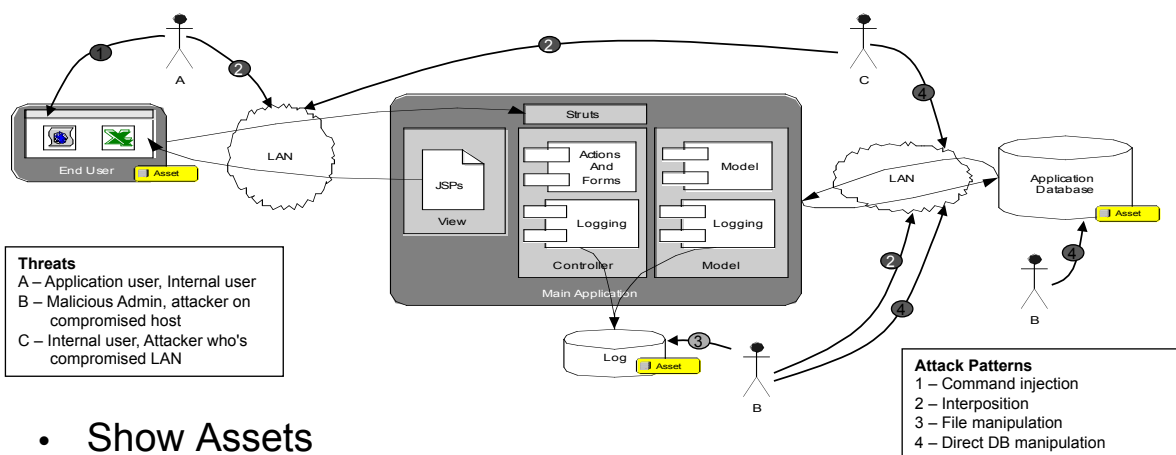 1
A
2
2
C
4
End User
Asset
LAN
Struts
JSPs
View
Actions
And
Forms
Logging
Controller
Model
Logging
Model
Main Application
LAN
Application
Database
Asset
4
B
2
4
3
Log
Asset
B
Threats
A – Application user, Internal user
B – Malicious Admin, attacker on
compromised host
C – Internal user, Attacker who's
compromised LAN
Attack Patterns
1 – Command injection
2 – Interposition
3 – File manipulation
4 – Direct DB manipulation
• Show Assets